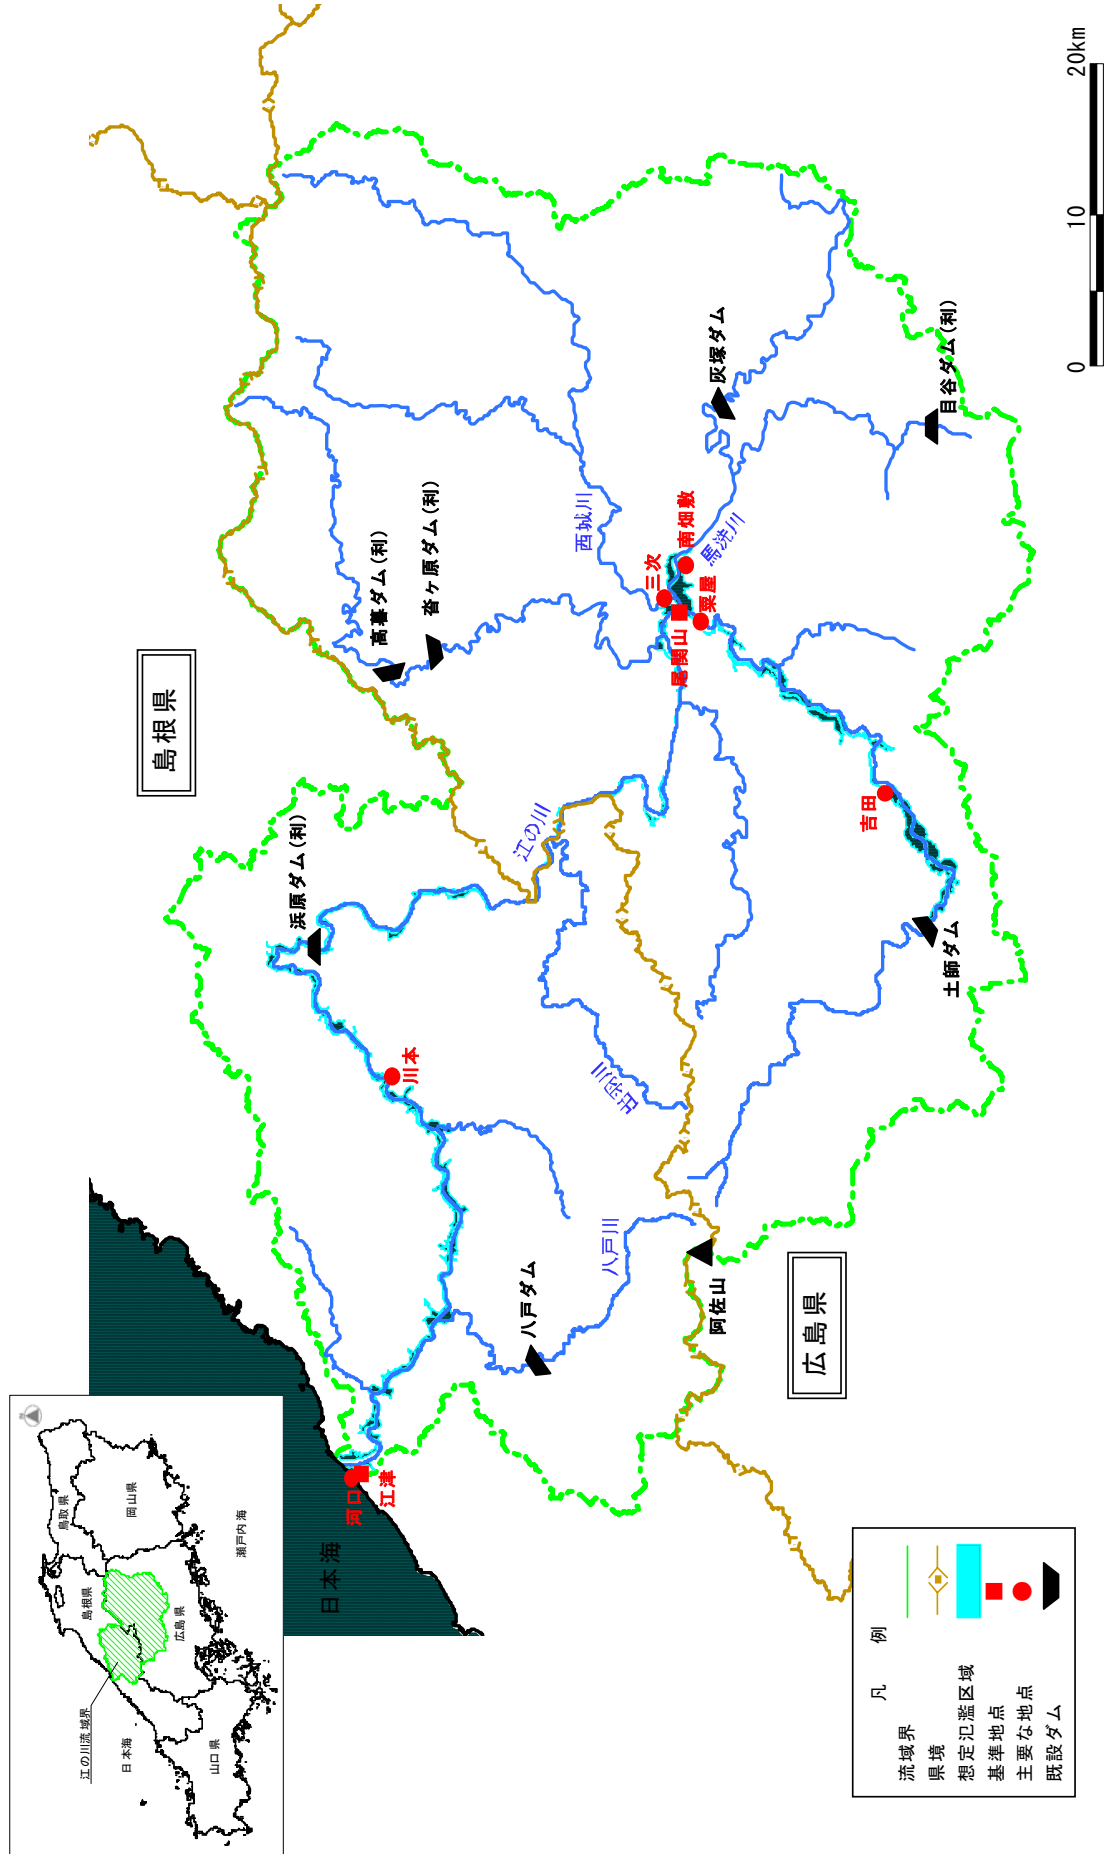 江の川流域界
日本海
山口県
島根県
広島県
鳥取県
岡山県
瀬戸内海
島根県
広島県
日本海
河口
江津
川本
浜原ダム(利)
八戸ダム
八戸川
阿佐山
出羽川
江の川
高暮ダム(利)
沓ヶ原ダム(利)
西城川
三次
尾関山
南畑敷
粟屋
馬洗川
灰塚ダム
目谷ダム(利)
吉田
土師ダム
凡例
流域界
県境
想定氾濫区域
基準地点
主要な地点
既設ダム
0 10 20km